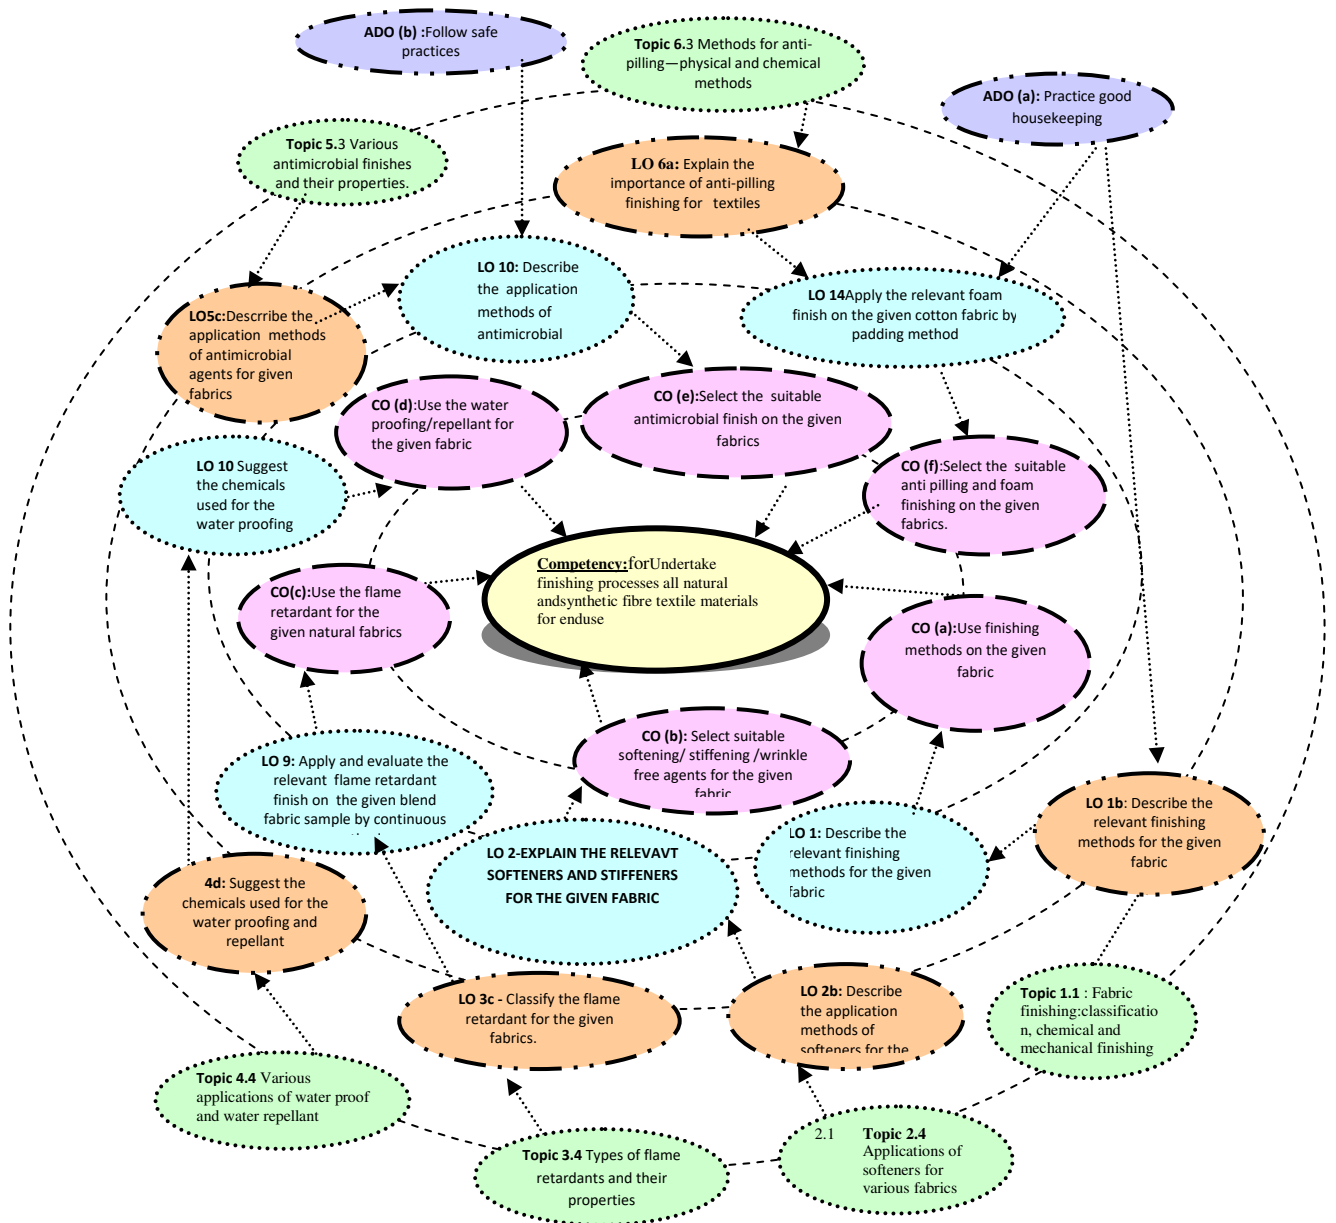 ADO (b) :Follow safe
practices
Topic 6.3 Methods for anti-
pilling—physical and chemical
methods
ADO (a): Practice good
housekeeping
Topic 5.3 Various
antimicrobial finishes
and their properties.
LO 6a: Explain the
importance of anti-pilling
finishing for textiles
LO 10: Describe
the application
methods of
antimicrobial
LO 14Apply the relevant foam
finish on the given cotton fabric by
padding method
LO5c:Descrribe the
application methods
of antimicrobial
agents for given
fabrics
CO (d):Use the water
proofing/repellant for
the given fabric
CO (e):Select the suitable
antimicrobial finish on the given
fabrics
CO (f):Select the suitable
anti pilling and foam
finishing on the given
fabrics.
LO 10 Suggest
the chemicals
used for the
water proofing
Competency:forUndertake
finishing processes all natural
andsynthetic fibre textile materials
for enduse
CO(c):Use the flame
retardant for the
given natural fabrics
CO (a):Use finishing
methods on the given
fabric
CO (b): Select suitable
softening/ stiffening /wrinkle
free agents for the given
fabric
LO 9: Apply and evaluate the
relevant flame retardant
finish on the given blend
fabric sample by continuous
LO 1b: Describe the
relevant finishing
methods for the given
fabric
LO 1: Describe the
relevant finishing
methods for the given
fabric
LO 2-EXPLAIN THE RELEVAVT
SOFTENERS AND STIFFENERS
FOR THE GIVEN FABRIC
4d: Suggest the
chemicals used for the
water proofing and
repellant
LO 3c - Classify the flame
retardant for the given
fabrics.
LO 2b: Describe
the application
methods of
softeners for the
Topic 1.1 : Fabric
finishing:classificatio
n, chemical and
mechanical finishing
Topic 4.4 Various
applications of water proof
and water repellant
Topic 3.4 Types of flame
retardants and their
properties
2.1 Topic 2.4
Applications of
softeners for
various fabrics